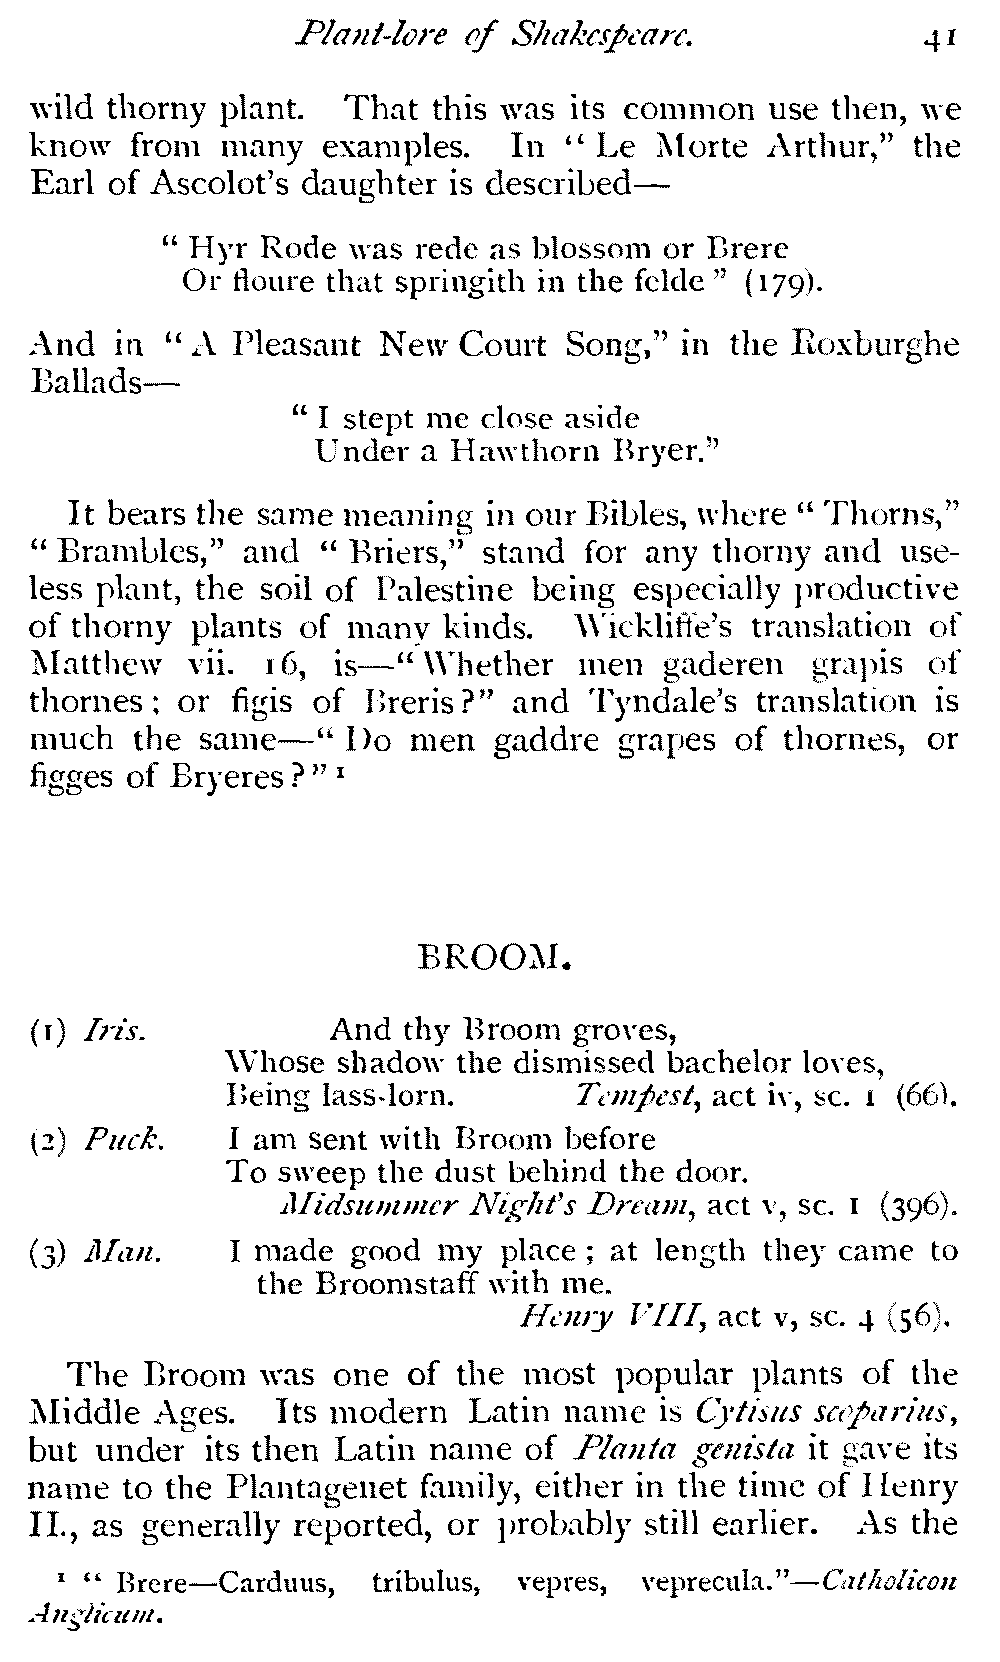 Plant-lore of Shakespeare. 41
wild thorny plant. That this was its common use then, we
know from many examples. In “ Le Morte Arthur,” the
Earl of Ascolot’s daughter is described—
“ Hyr Rode was rede as blossom or Brere
Or floure that springith in the felde ” (179).
And in “ A Pleasant New Court Song,” in the Roxburghe
Ballads—
“ I stept me close aside
Under a Hawthorn Bryer.”
It bears the same meaning in our Bibles, where “ Thorns,”
“ Brambles,” and “ Briers,” stand for any thorny and use-
less plant, the soil of Palestine being especially productive
of thorny plants of many kinds. Wickliffe’s translation of
Matthew vii. 16, is—“ Whether men gaderen grapis of
thornes ; or figis of Breris ?” and Tyndale’s translation is
much the same—“ Do men gaddre grapes of thornes, or
figges of Bryeres ? ” ¹
BROOM.
(1) Iris. And thy Broom groves,
Whose shadow the dismissed bachelor loves,
Being lass-lorn. Tempest, act iv, sc. 1 (66).
(2) Puck. I am sent with Broom before
To sweep the dust behind the door.
Midsummer Night’s Dream, act v, sc. 1 (396).
(3) Man. I made good my place ; at length they came to
the Broomstaff with me.
Henry VIII, act v, sc. 4 (56).
The Broom was one of the most popular plants of the
Middle Ages. Its modern Latin name is Cytisus scoparius,
but under its then Latin name of Planta genista it gave its
name to the Plantagenet family, either in the time of Henry
II., as generally reported, or probably still earlier. As the
¹ “ Brere—Carduus, tribulus, vepres, veprecula.”—Catholicon
Anglicum.